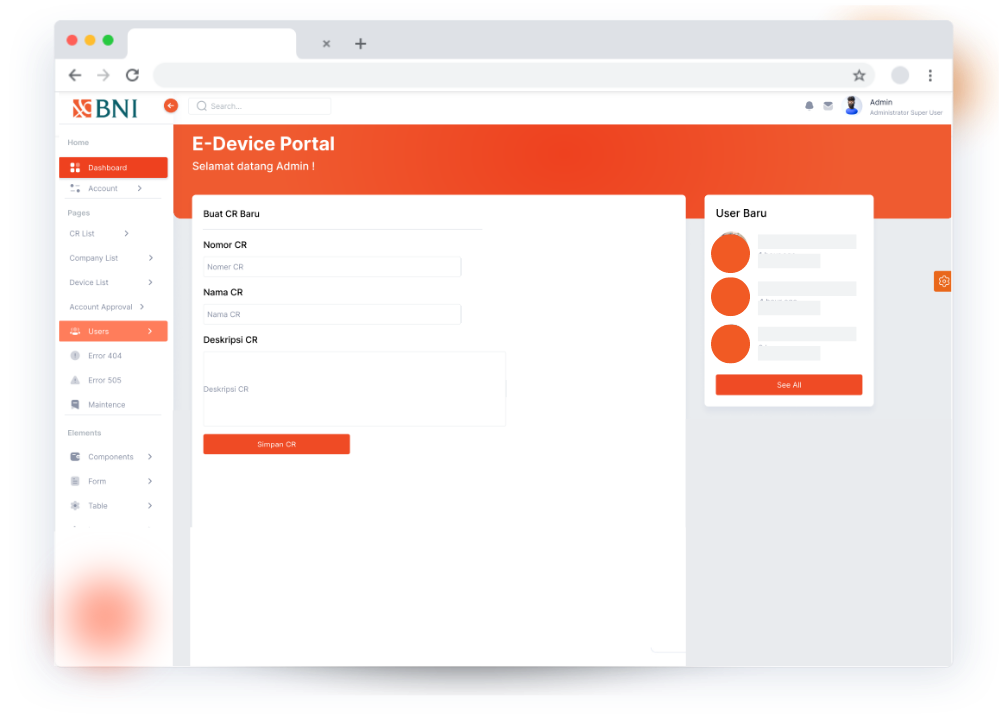 BNI
Search...
Admin
Administrator Super User
Home
Dashboard
Account
Pages
CR List
Company List
Device List
Account Approval
Users
Error 404
Error 505
Maintence
Elements
Components
Form
Table
E-Device Portal
Selamat datang Admin !
Buat CR Baru
Nomor CR
Nomer CR
Nama CR
Nama CR
Deskripsi CR
Deskripsi CR
Simpan CR
User Baru
See All